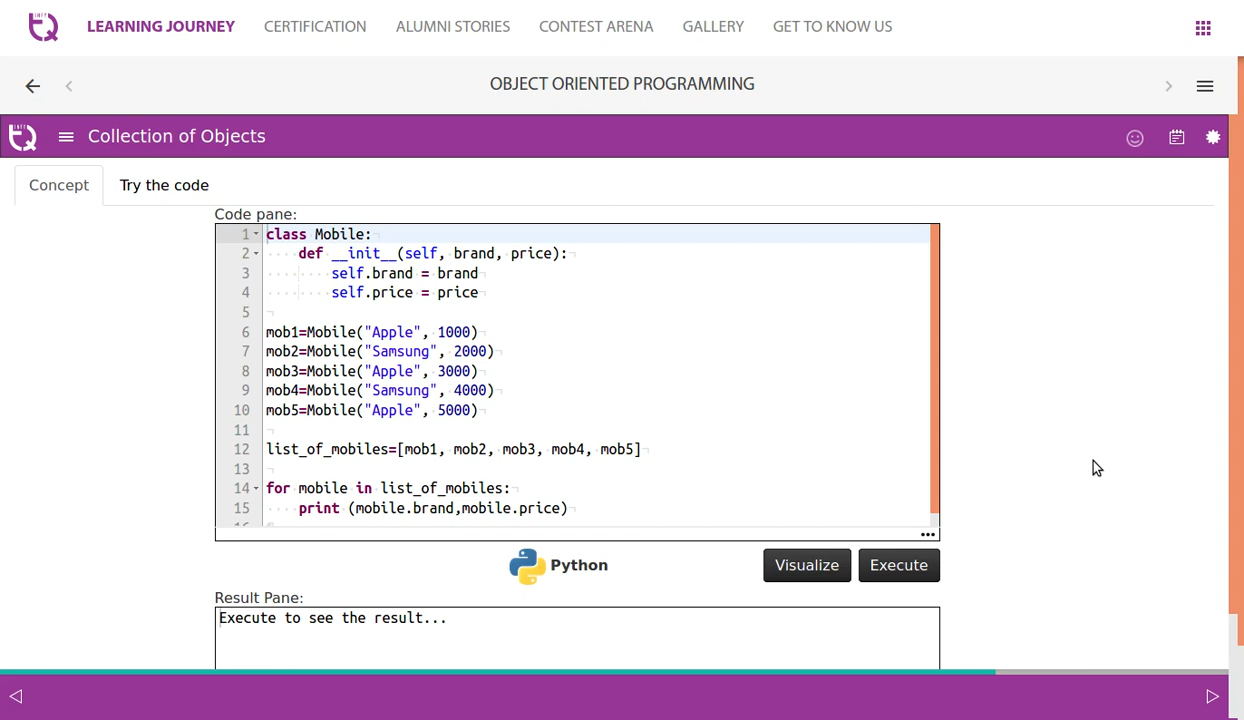 LEARNING JOURNEY CERTIFICATION ALUMNI STORIES CONTEST ARENA GALLERY GET TO KNOW US
OBJECT ORIENTED PROGRAMMING
Collection of Objects
Concept Try the code
Code pane:
1 class Mobile:
2 def __init__(self, brand, price):
3 self.brand = brand
4 self.price = price
5
6 mob1=Mobile("Apple", 1000)
7 mob2=Mobile("Samsung", 2000)
8 mob3=Mobile("Apple", 3000)
9 mob4=Mobile("Samsung", 4000)
10 mob5=Mobile("Apple", 5000)
11
12 list_of_mobiles=[mob1, mob2, mob3, mob4, mob5]
13
14 for mobile in list_of_mobiles:
15 print (mobile.brand,mobile.price)
Python Visualize Execute
Result Pane:
Execute to see the result...